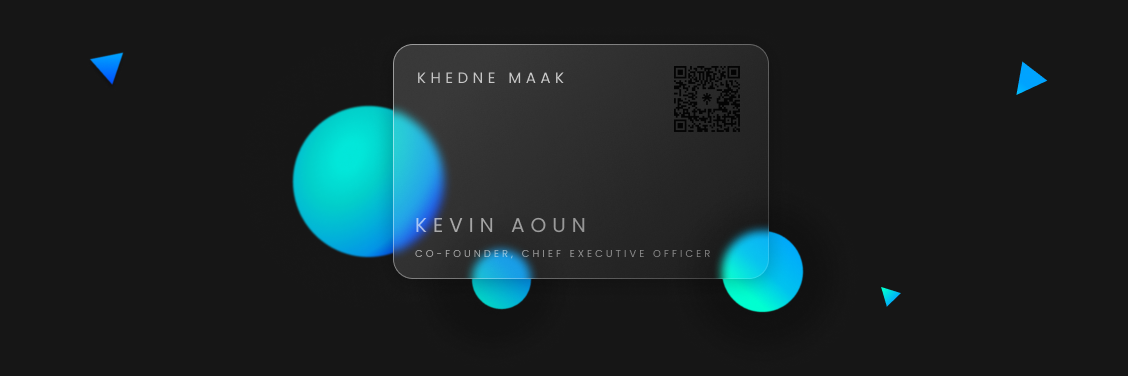 KHEDNE MAAK
KEVIN AOUN
CO-FOUNDER, CHIEF EXECUTIVE OFFICER